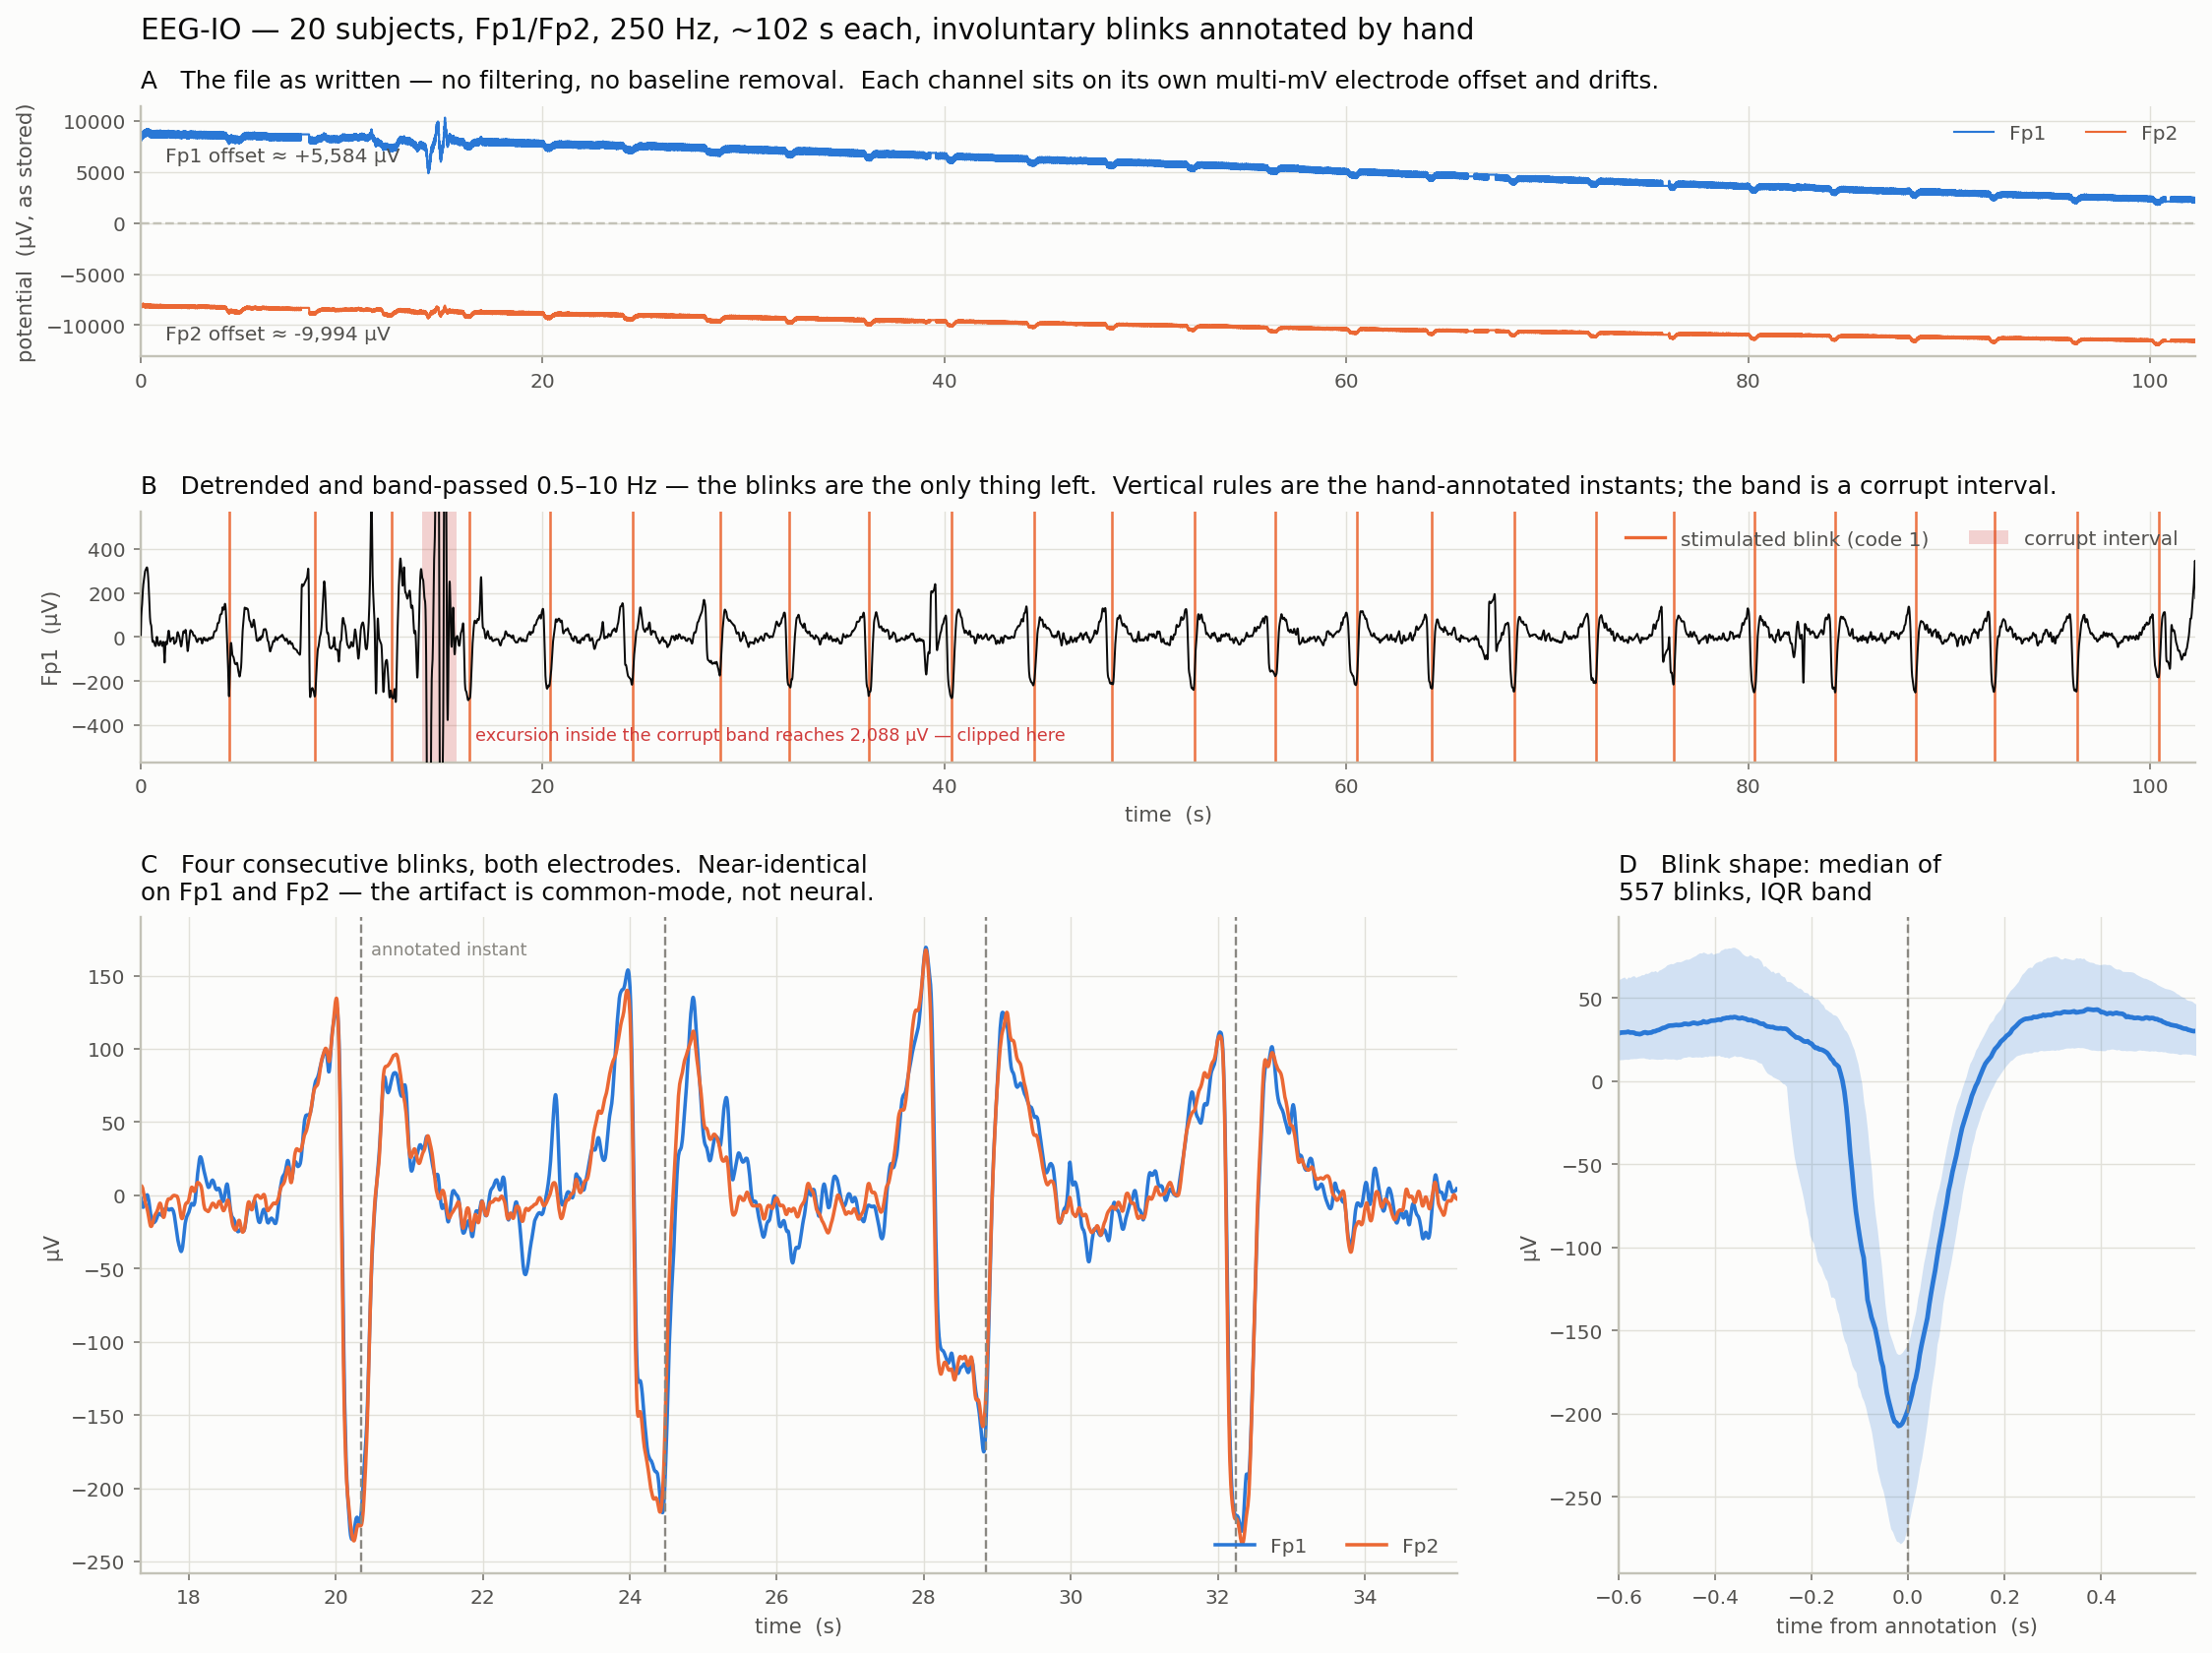 EEG-IO — 20 subjects, Fp1/Fp2, 250 Hz, ~102 s each, involuntary blinks annotated by hand
A   The file as written — no filtering, no baseline removal.  Each channel sits on its own multi-mV electrode offset and drifts.
potential  (µV, as stored)
10000
5000
0
−5000
−10000
Fp1 offset ≈ +5,584 µV
Fp2 offset ≈ -9,994 µV
Fp1
Fp2
0
20
40
60
80
100
B   Detrended and band-passed 0.5–10 Hz — the blinks are the only thing left.  Vertical rules are the hand-annotated instants; the band is a corrupt interval.
Fp1  (µV)
400
200
0
−200
−400
stimulated blink (code 1)
corrupt interval
excursion inside the corrupt band reaches 2,088 µV — clipped here
0
20
40
60
80
100
time  (s)
C   Four consecutive blinks, both electrodes.  Near-identical
on Fp1 and Fp2 — the artifact is common-mode, not neural.
µV
150
100
50
0
−50
−100
−150
−200
−250
annotated instant
Fp1
Fp2
18
20
22
24
26
28
30
32
34
time  (s)
D   Blink shape: median of
557 blinks, IQR band
µV
50
0
−50
−100
−150
−200
−250
−0.6
−0.4
−0.2
0.0
0.2
0.4
time from annotation  (s)